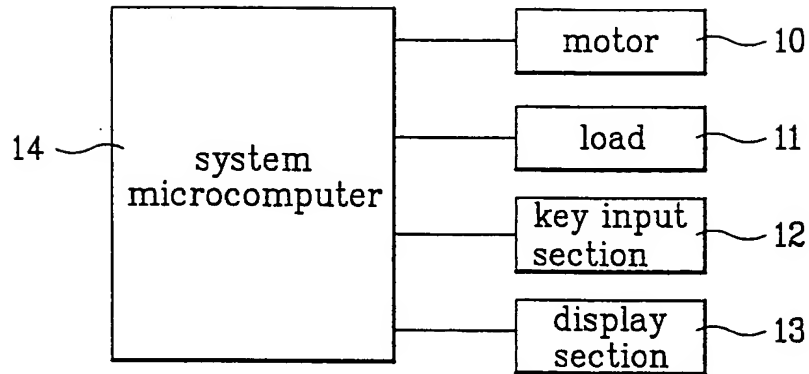 motor
10
load
11
14
system
microcomputer
key input
section
12
display
section
13